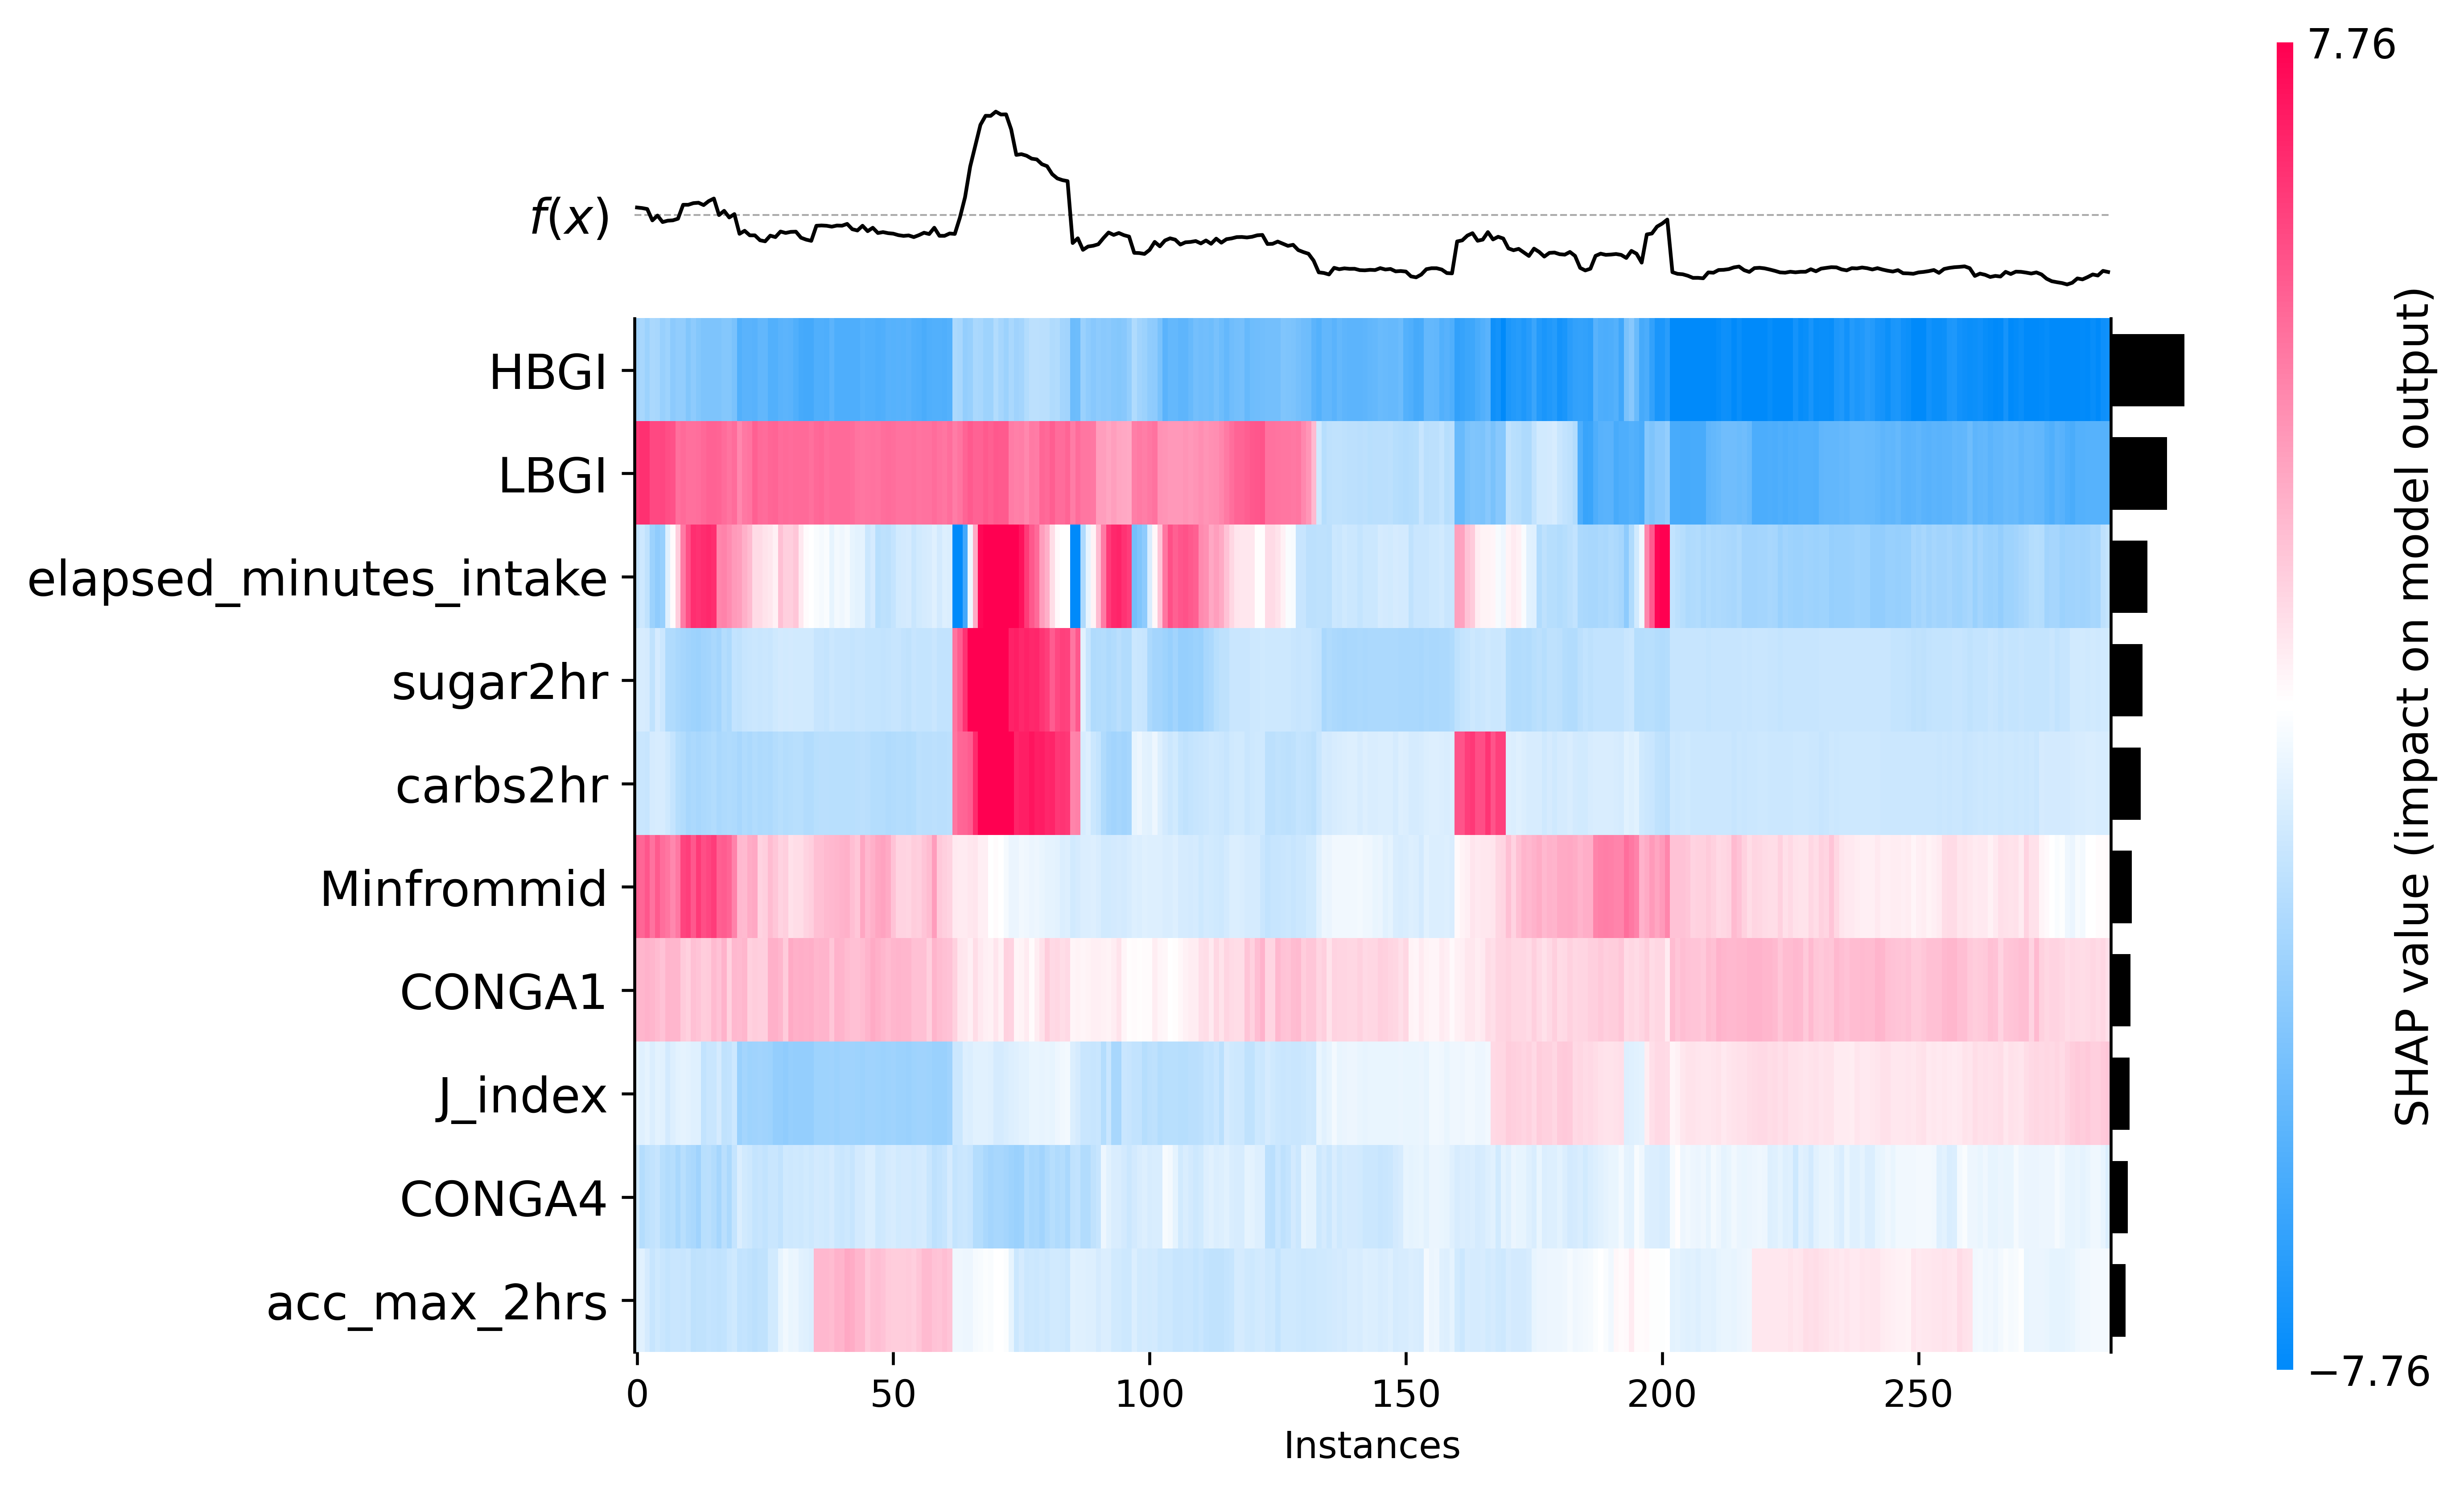 7.76
f(x)
HBGI
LBGI
elapsed_minutes_intake
sugar2hr
carbs2hr
Minfrommid
CONGA1
J_index
CONGA4
acc_max_2hrs
0 50 100 150 200 250
Instances
−7.76
SHAP value (impact on model output)